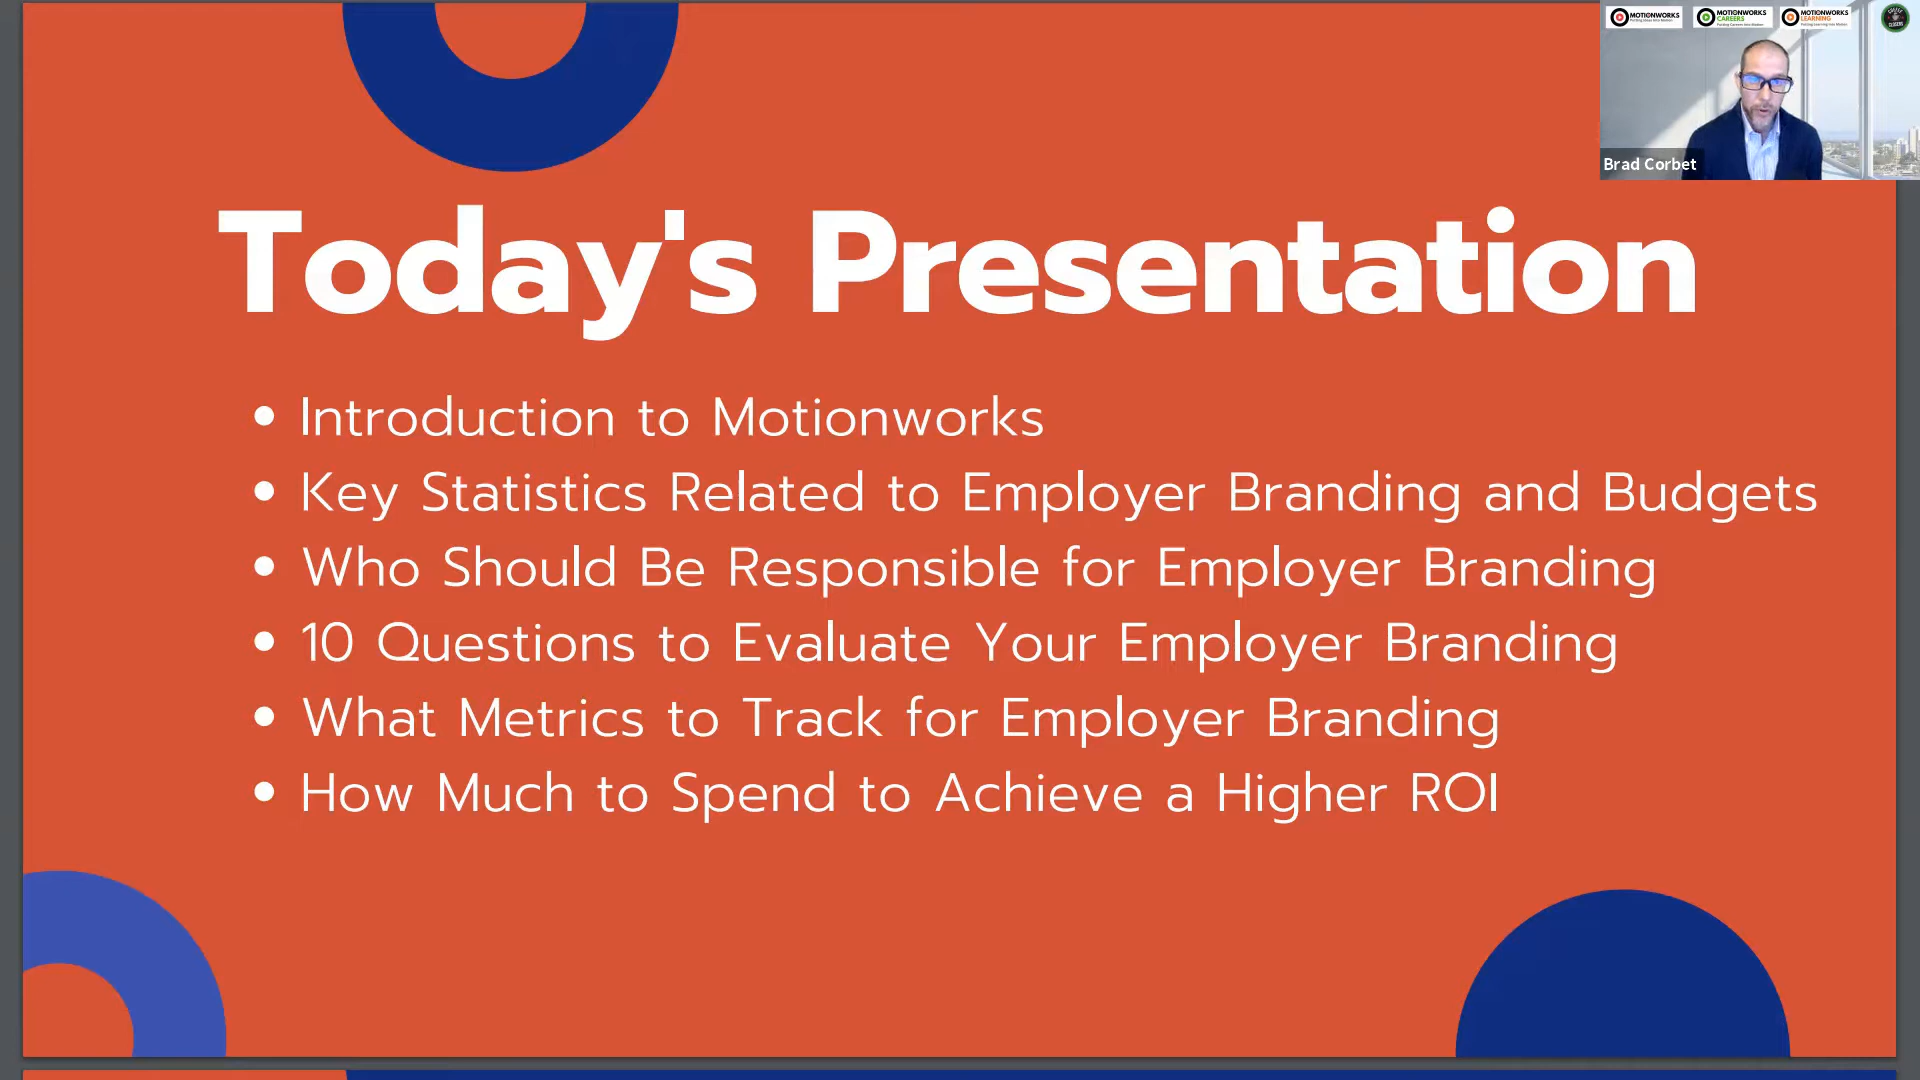 MOTIONWORKS
MOTIONWORKS
CAREERS
MOTIONWORKS
LEARNING
Brad Corbet
Today's Presentation
• Introduction to Motionworks
• Key Statistics Related to Employer Branding and Budgets
• Who Should Be Responsible for Employer Branding
• 10 Questions to Evaluate Your Employer Branding
• What Metrics to Track for Employer Branding
• How Much to Spend to Achieve a Higher ROI